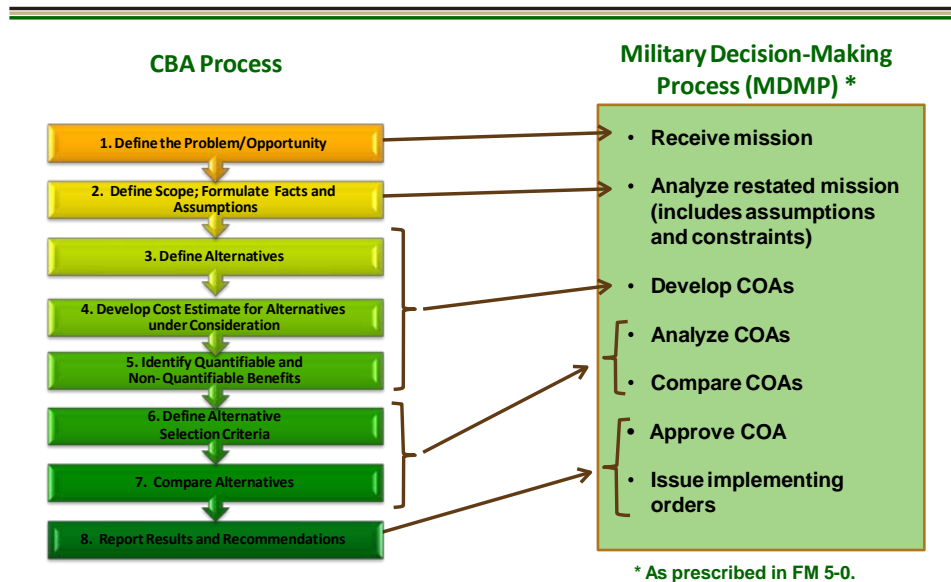 CBA Process
1. Define the Problem/Opportunity
2. Define Scope; Formulate Facts and
Assumptions
3. Define Alternatives
4. Develop Cost Estimate for Alternatives
under Consideration
5. Identify Quantifiable and
Non- Quantifiable Benefits
6. Define Alternative
Selection Criteria
7. Compare Alternatives
8. Report Results and Recommendations
Military Decision-Making
Process (MDMP) *
• Receive mission
• Analyze restated mission
(includes assumptions
and constraints)
• Develop COAs
• Analyze COAs
• Compare COAs
• Approve COA
• Issue implementing
orders
* As prescribed in FM 5-0.